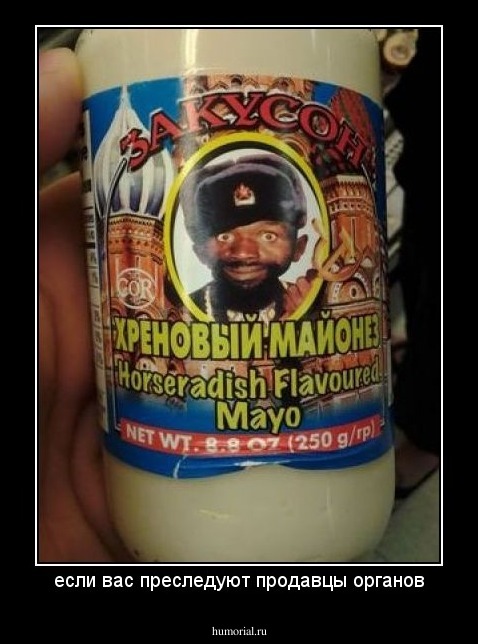 ЗАКУСОН
COR
ХРЕНОВЫЙ МАЙОНЕЗ
Horseradish Flavoured
Mayo
NET WT. 8.8 OZ (250 g/гр)
если вас преследуют продавцы органов
humorial.ru